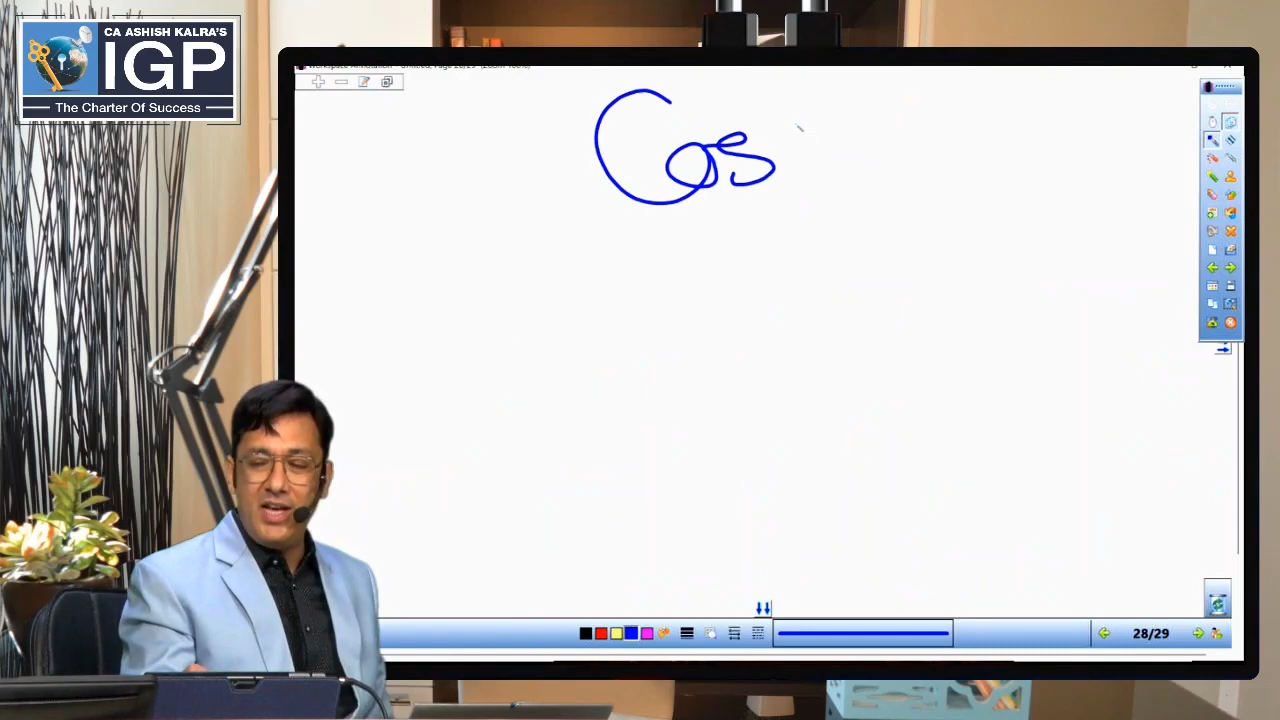 CA ASHISH KALRA'S
IGP
The Charter Of Success
Cos
28/29